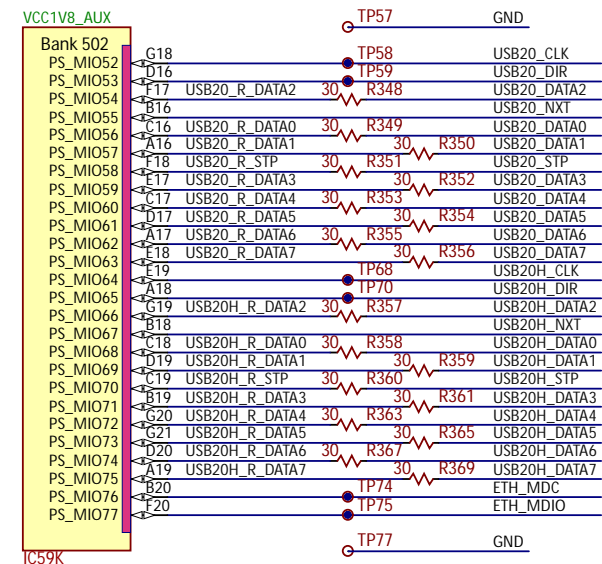 VCC1V8_AUX TP57 GND
Bank 502
PS_MIO52 G18 TP58 USB20_CLK
PS_MIO53 D16 TP59 USB20_DIR
PS_MIO54 F17 USB20_R_DATA2 30 R348 USB20_DATA2
PS_MIO55 B16 USB20_NXT
PS_MIO56 C16 USB20_R_DATA0 30 R349 USB20_DATA0
PS_MIO57 A16 USB20_R_DATA1 30 R350 USB20_DATA1
PS_MIO58 F18 USB20_R_STP 30 R351 USB20_STP
PS_MIO59 E17 USB20_R_DATA3 30 R352 USB20_DATA3
PS_MIO60 C17 USB20_R_DATA4 30 R353 USB20_DATA4
PS_MIO61 D17 USB20_R_DATA5 30 R354 USB20_DATA5
PS_MIO62 A17 USB20_R_DATA6 30 R355 USB20_DATA6
PS_MIO63 E18 USB20_R_DATA7 30 R356 USB20_DATA7
PS_MIO64 E19 TP68 USB20H_CLK
PS_MIO65 A18 TP70 USB20H_DIR
PS_MIO66 G19 USB20H_R_DATA2 30 R357 USB20H_DATA2
PS_MIO67 B18 USB20H_NXT
PS_MIO68 C18 USB20H_R_DATA0 30 R358 USB20H_DATA0
PS_MIO69 D19 USB20H_R_DATA1 30 R359 USB20H_DATA1
PS_MIO70 C19 USB20H_R_STP 30 R360 USB20H_STP
PS_MIO71 B19 USB20H_R_DATA3 30 R361 USB20H_DATA3
PS_MIO72 G20 USB20H_R_DATA4 30 R363 USB20H_DATA4
PS_MIO73 G21 USB20H_R_DATA5 30 R365 USB20H_DATA5
PS_MIO74 D20 USB20H_R_DATA6 30 R367 USB20H_DATA6
PS_MIO75 A19 USB20H_R_DATA7 30 R369 USB20H_DATA7
PS_MIO76 B20 TP74 ETH_MDC
PS_MIO77 F20 TP75 ETH_MDIO
TP77 GND
IC59K